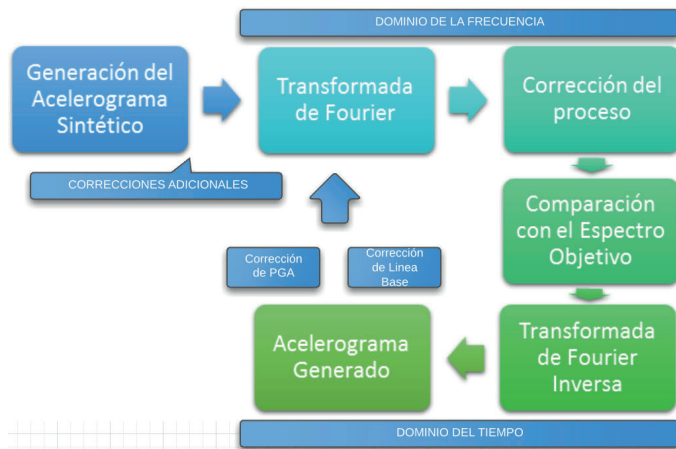 DOMINIO DE LA FRECUENCIA
Generación del
Acelerograma
Sintético
Transformada
de Fourier
Corrección del
proceso
CORRECCIONES ADICIONALES
Comparación
con el Espectro
Objetivo
Corrección
de PGA
Corrección
de Linea
Base
Acelerograma
Generado
Transformada
de Fourier
Inversa
DOMINIO DEL TIEMPO